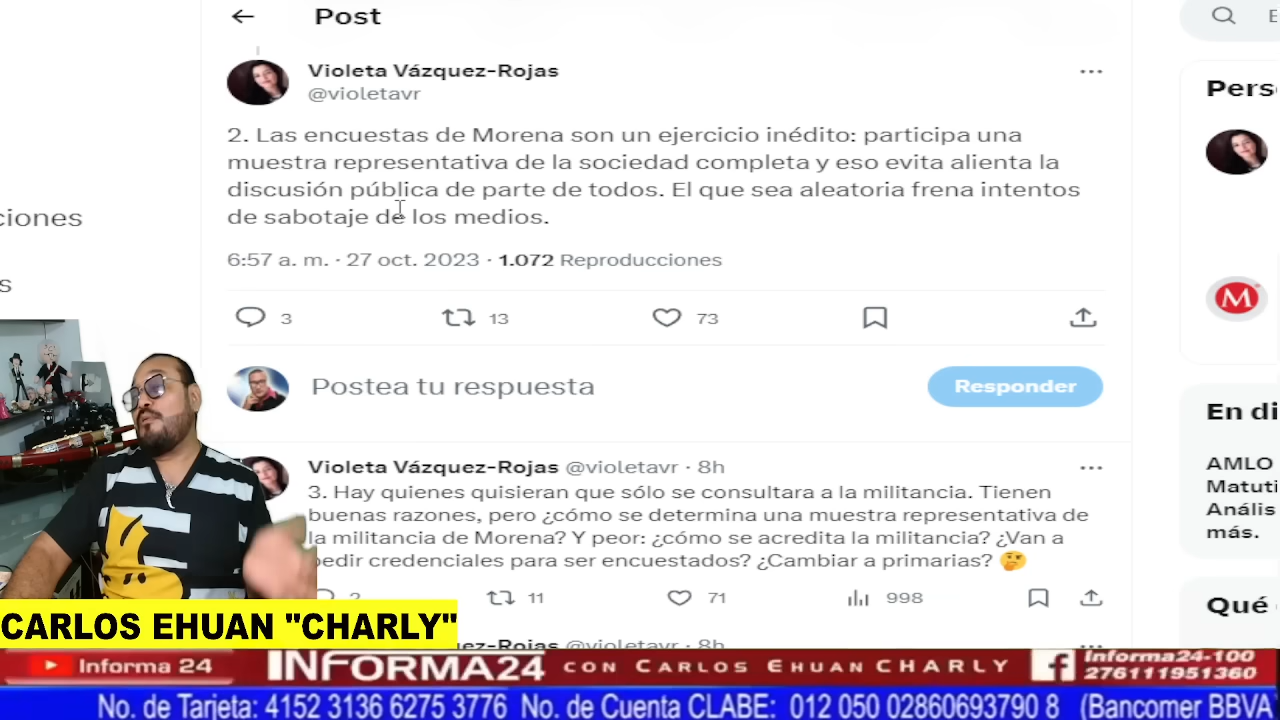 Post
E
Violeta Vázquez-Rojas
@violetavr
Pers
2. Las encuestas de Morena son un ejercicio inédito: participa una
muestra representativa de la sociedad completa y eso evita alienta la
discusión pública de parte de todos. El que sea aleatoria frena intentos
de sabotaje de los medios.
ciones
6:57 a. m. · 27 oct. 2023 · 1.072 Reproducciones
s
M
3
13
73
Postea tu respuesta
Responder
En di
Violeta Vázquez-Rojas @violetavr · 8h
3. Hay quienes quisieran que sólo se consultara a la militancia. Tienen
buenas razones, pero ¿cómo se determina una muestra representativa de
la militancia de Morena? Y peor: ¿cómo se acredita la militancia? ¿Van a
pedir credenciales para ser encuestados? ¿Cambiar a primarias? 🤔
AMLO
Matuti
Anális
más.
2
11
71
998
Qué
ez-Rojas @violetavr · 8h
CARLOS EHUAN "CHARLY"
Informa 24
INFORMA24 CON CARLOS EHUAN CHARLY
Informa24-100
276111951360
No. de Tarjeta: 4152 3136 6275 3776 No. de Cuenta CLABE: 012 050 02860693790 8 (Bancomer BBVA